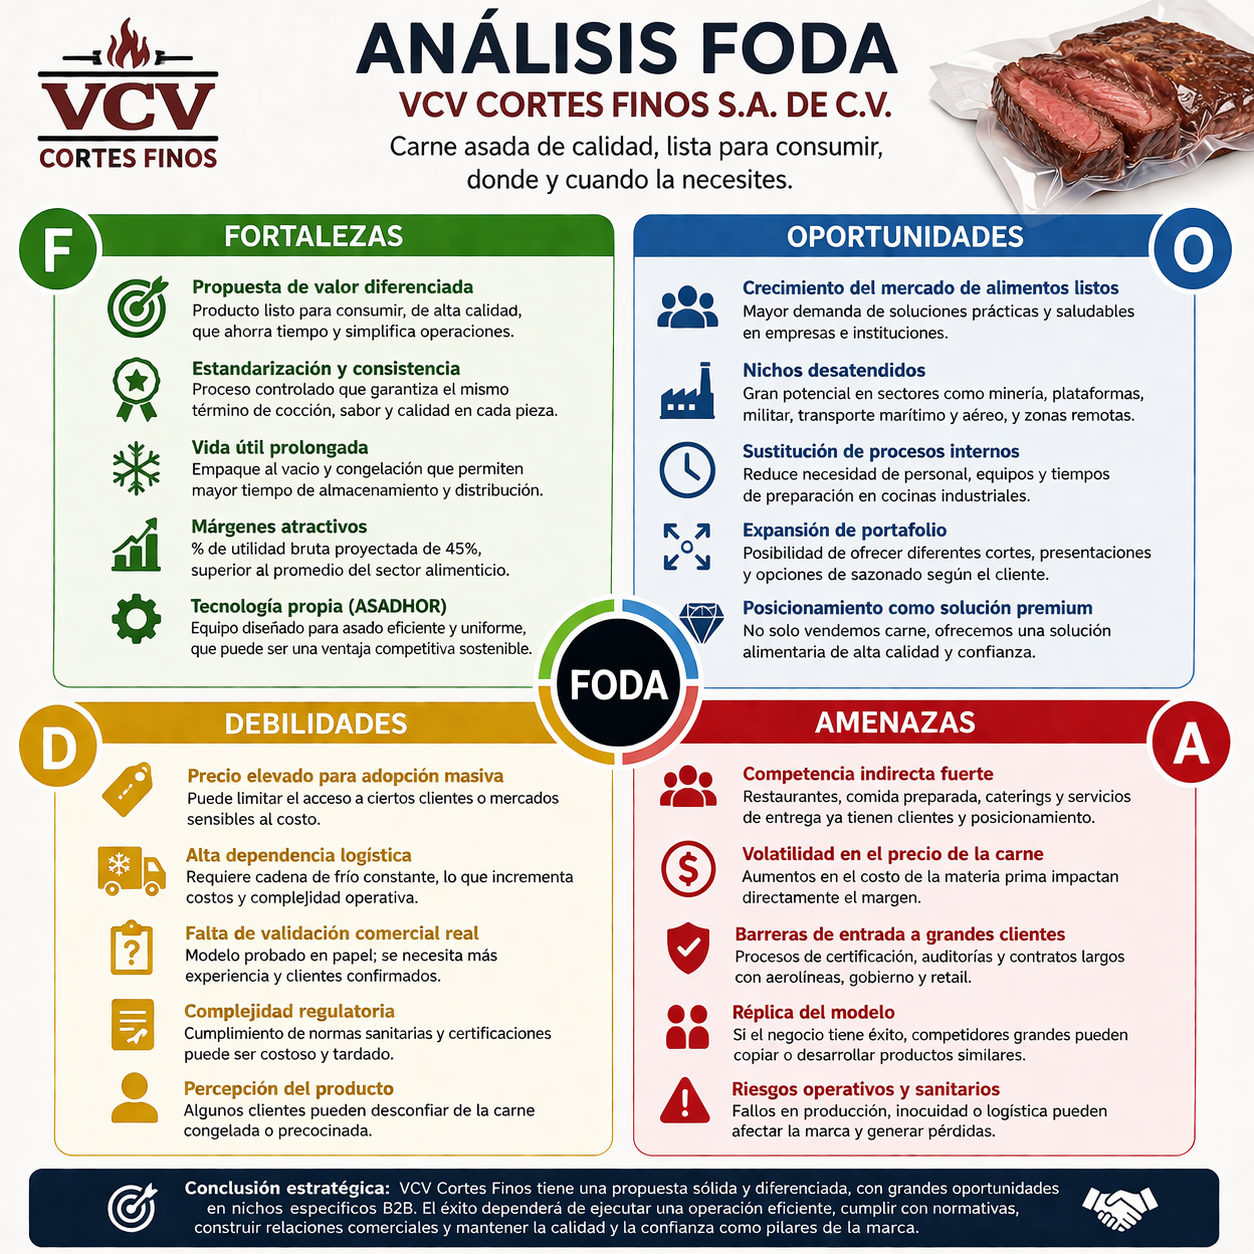 VCV
CORTES FINOS
ANÁLISIS FODA
VCV CORTES FINOS S.A. DE C.V.
Carne asada de calidad, lista para consumir,
donde y cuando la necesites.
F
FORTALEZAS
Propuesta de valor diferenciada
Producto listo para consumir, de alta calidad,
que ahorra tiempo y simplifica operaciones.
Estandarización y consistencia
Proceso controlado que garantiza el mismo
término de cocción, sabor y calidad en cada pieza.
Vida útil prolongada
Empaque al vacio y congelación que permiten
mayor tiempo de almacenamiento y distribución.
Márgenes atractivos
% de utilidad bruta proyectada de 45%,
superior al promedio del sector alimenticio.
Tecnología propia (ASADHOR)
Equipo diseñado para asado eficiente y uniforme,
que puede ser una ventaja competitiva sostenible.
OPORTUNIDADES
O
Crecimiento del mercado de alimentos listos
Mayor demanda de soluciones prácticas y saludables
en empresas e instituciones.
Nichos desatendidos
Gran potencial en sectores como minería, plataformas,
militar, transporte marítimo y aéreo, y zonas remotas.
Sustitución de procesos internos
Reduce necesidad de personal, equipos y tiempos
de preparación en cocinas industriales.
Expansión de portafolio
Posibilidad de ofrecer diferentes cortes, presentaciones
y opciones de sazonado según el cliente.
Posicionamiento como solución premium
No solo vendemos carne, ofrecemos una solución
alimentaria de alta calidad y confianza.
FODA
D
DEBILIDADES
Precio elevado para adopción masiva
Puede limitar el acceso a ciertos clientes o mercados
sensibles al costo.
Alta dependencia logística
Requiere cadena de frío constante, lo que incrementa
costos y complejidad operativa.
Falta de validación comercial real
?
Modelo probado en papel; se necesita más
experiencia y clientes confirmados.
Complejidad regulatoria
Cumplimiento de normas sanitarias y certificaciones
puede ser costoso y tardado.
Percepción del producto
Algunos clientes pueden desconfiar de la carne
congelada o precocinada.
AMENAZAS
A
Competencia indirecta fuerte
Restaurantes, comida preparada, caterings y servicios
de entrega ya tienen clientes y posicionamiento.
$
Volatilidad en el precio de la carne
Aumentos en el costo de la materia prima impactan
directamente el margen.
Barreras de entrada a grandes clientes
Procesos de certificación, auditorías y contratos largos
con aerolíneas, gobierno y retail.
Réplica del modelo
Si el negocio tiene éxito, competidores grandes pueden
copiar o desarrollar productos similares.
!
Riesgos operativos y sanitarios
Fallos en producción, inocuidad o logística pueden
afectar la marca y generar pérdidas.
Conclusión estratégica: VCV Cortes Finos tiene una propuesta sólida y diferenciada, con grandes oportunidades
en nichos específicos B2B. El éxito dependerá de ejecutar una operación eficiente, cumplir con normativas,
construir relaciones comerciales y mantener la calidad y la confianza como pilares de la marca.